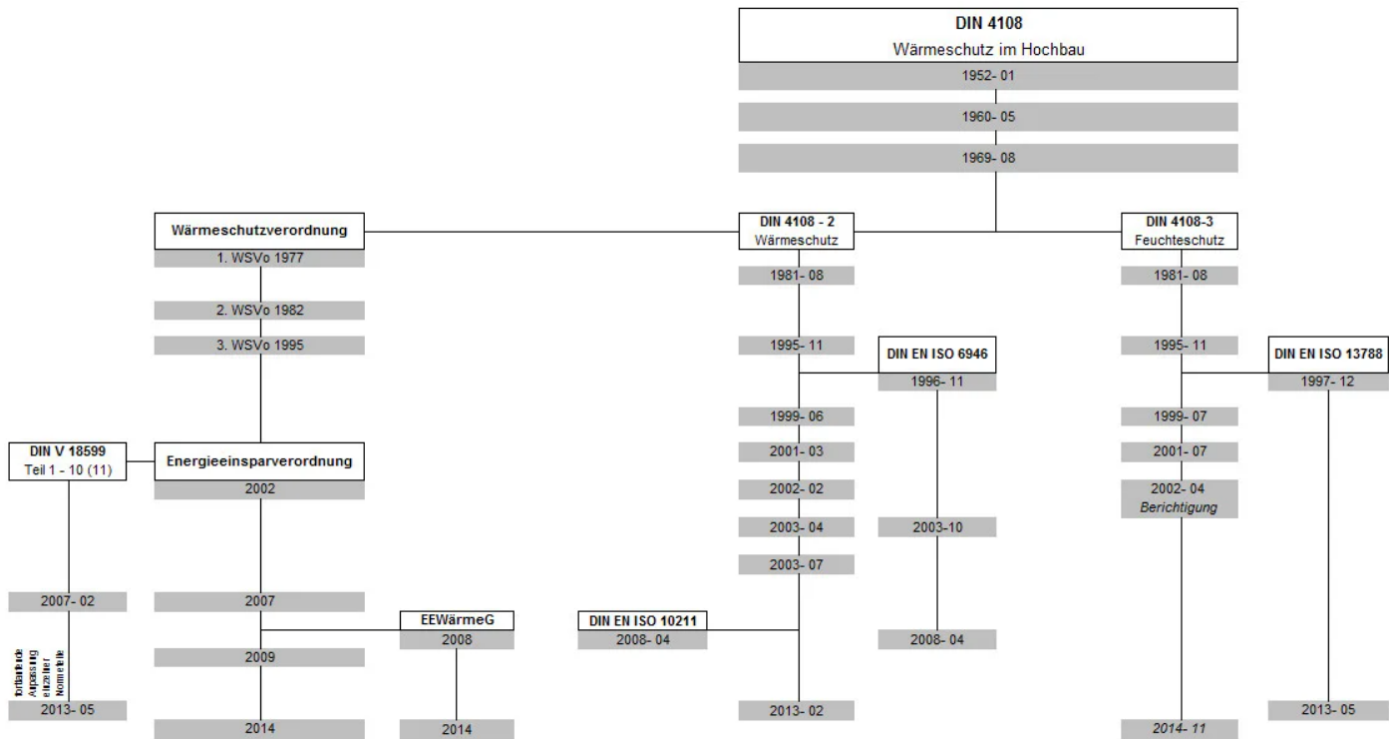 DIN 4108
Wärmeschutz im Hochbau
1952- 01
1960- 05
1969- 08
Wärmeschutzverordnung
1. WSVo 1977
2. WSVo 1982
3. WSVo 1995
DIN 4108 - 2
Wärmeschutz
1981- 08
1995- 11
DIN 4108-3
Feuchteschutz
1981- 08
1995- 11
DIN EN ISO 6946
1996- 11
DIN EN ISO 13788
1997- 12
1999- 06
2001- 03
2002- 02
2003- 04
2003- 07
2003-10
1999- 07
2001- 07
2002- 04
Berichtigung
DIN V 18599
Teil 1 - 10 (11)
Energieeinsparverordnung
2002
2007- 02
2007
EEWärmeG
2008
DIN EN ISO 10211
2008- 04
2008- 04
2009
fortlaufende
Anpassung
einzelner
Normenteile
2013- 05
2014
2014
2013- 02
2014- 11
2013- 05